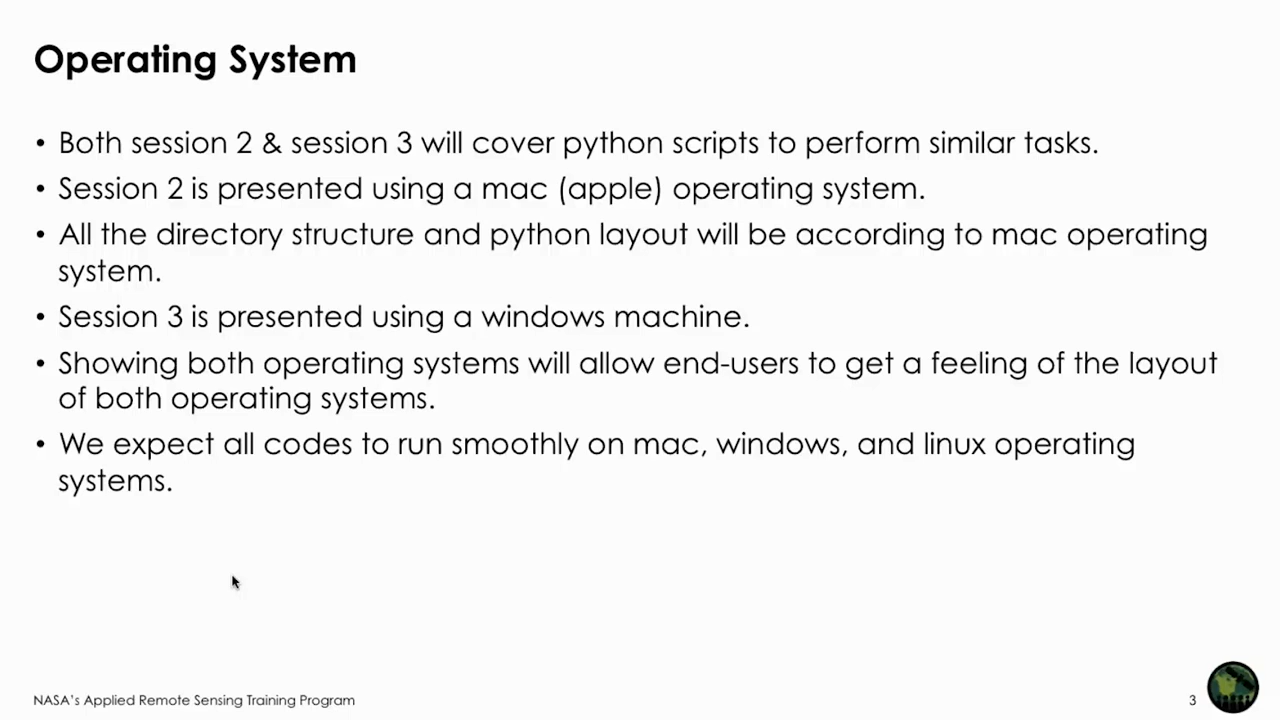 Operating System
• Both session 2 & session 3 will cover python scripts to perform similar tasks.
• Session 2 is presented using a mac (apple) operating system.
• All the directory structure and python layout will be according to mac operating
system.
• Session 3 is presented using a windows machine.
• Showing both operating systems will allow end-users to get a feeling of the layout
of both operating systems.
• We expect all codes to run smoothly on mac, windows, and linux operating
systems.
NASA's Applied Remote Sensing Training Program
3